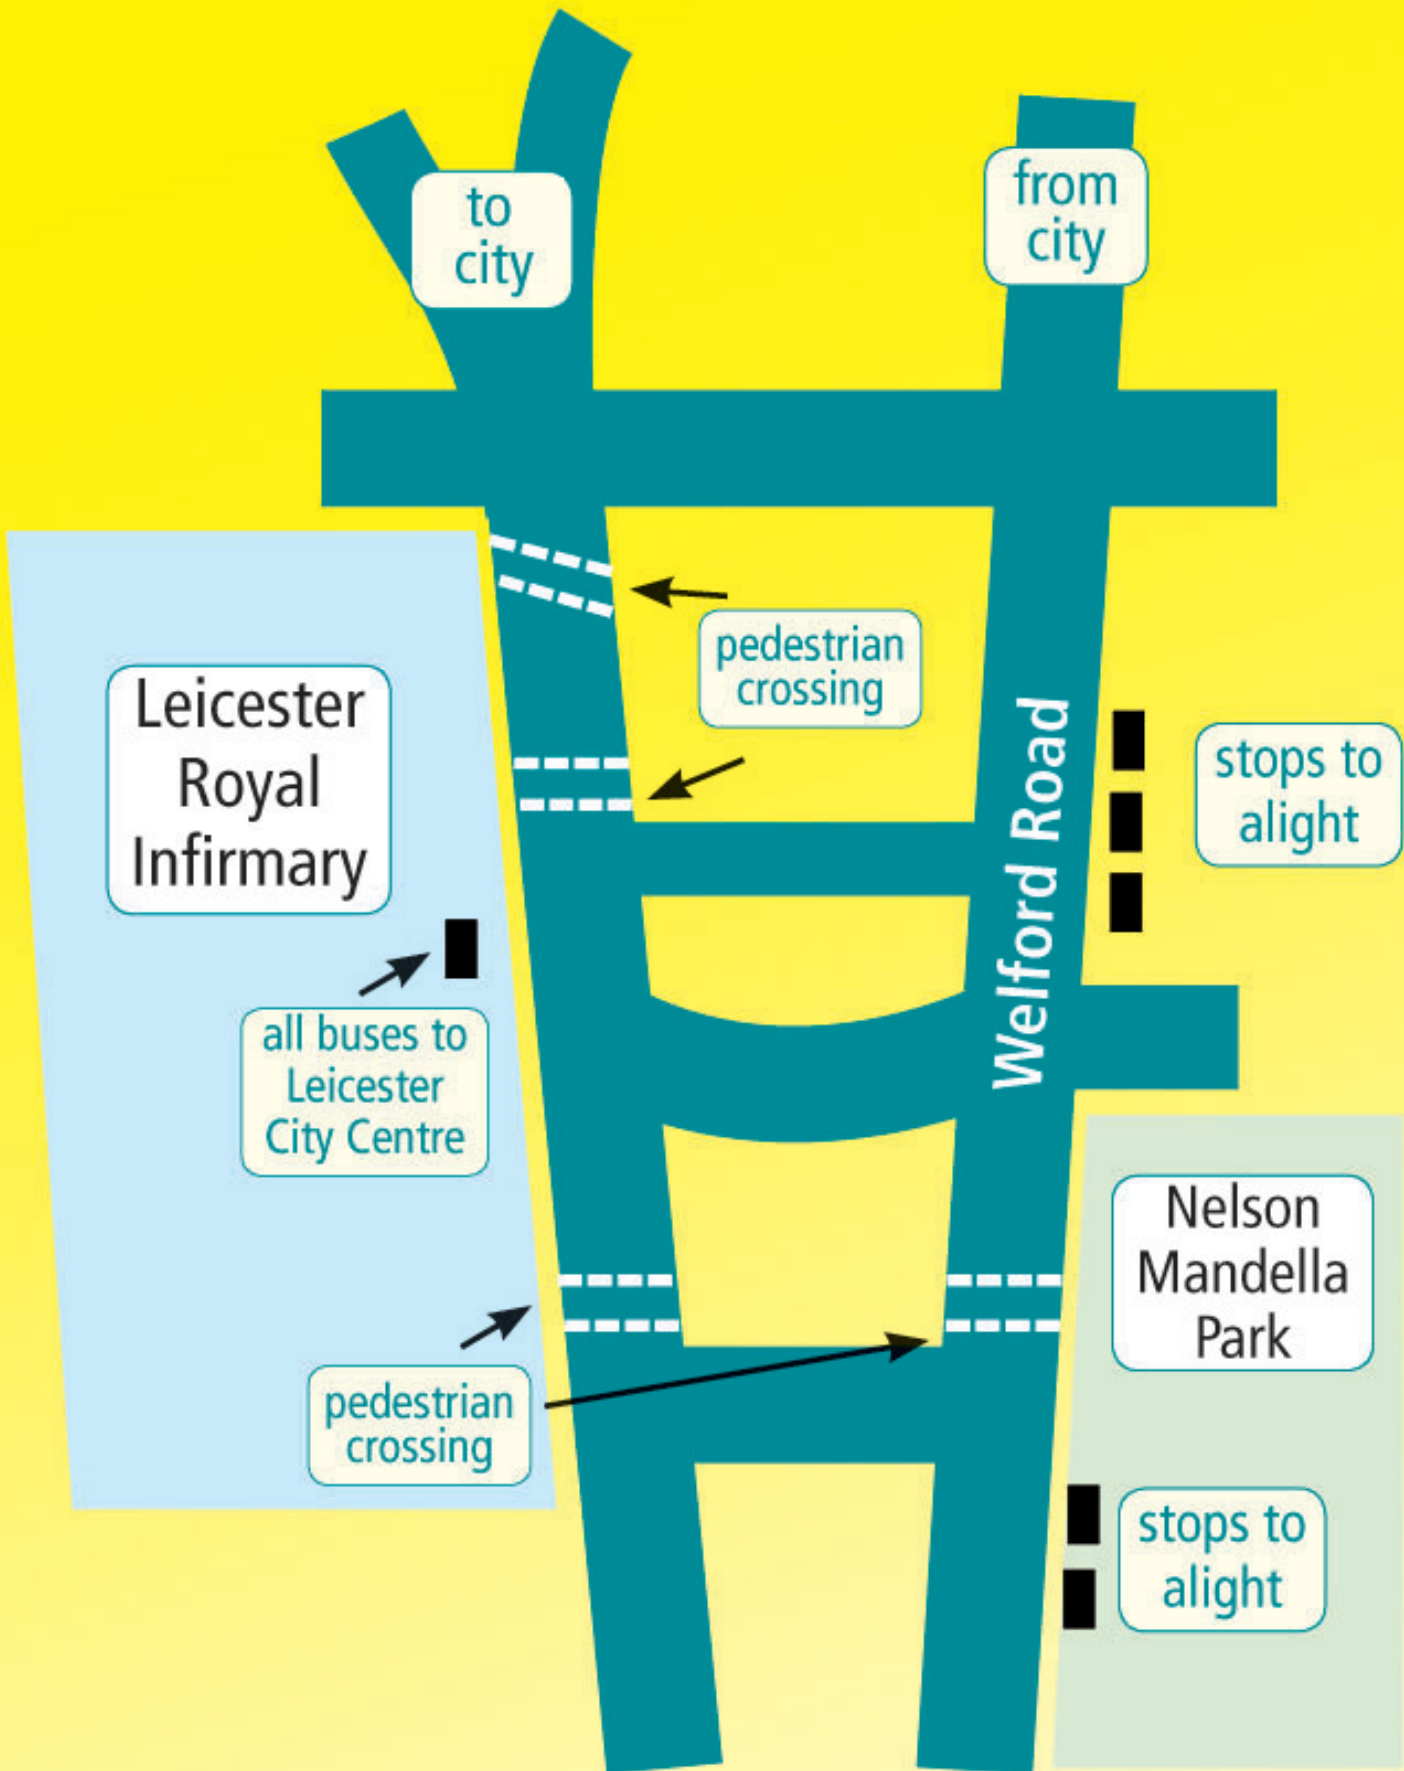 to
city
from
city
pedestrian
crossing
Leicester
Royal
Infirmary
Welford Road
stops to
alight
all buses to
Leicester
City Centre
Nelson
Mandella
Park
pedestrian
crossing
stops to
alight